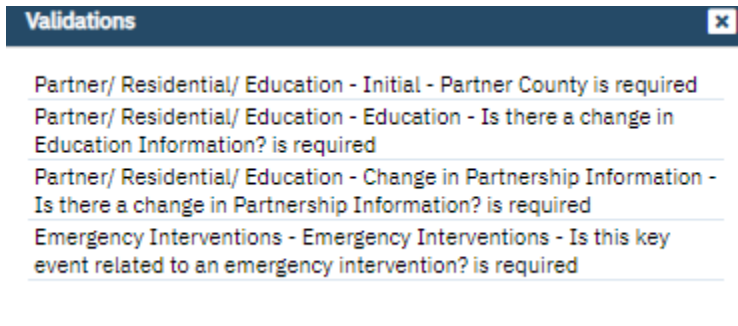 Validations
Partner/ Residential/ Education - Initial - Partner County is required
Partner/ Residential/ Education - Education - Is there a change in
Education Information? is required
Partner/ Residential/ Education - Change in Partnership Information -
Is there a change in Partnership Information? is required
Emergency Interventions - Emergency Interventions - Is this key
event related to an emergency intervention? is required